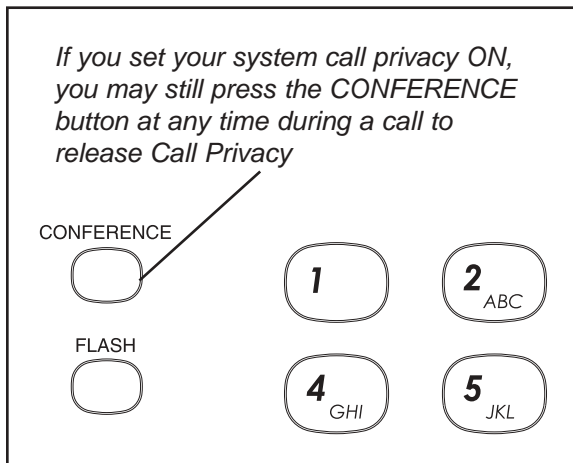 If you set your system call privacy ON,
you may still press the CONFERENCE
button at any time during a call to
release Call Privacy
CONFERENCE
1
2 ABC
FLASH
4 GHI
5 JKL